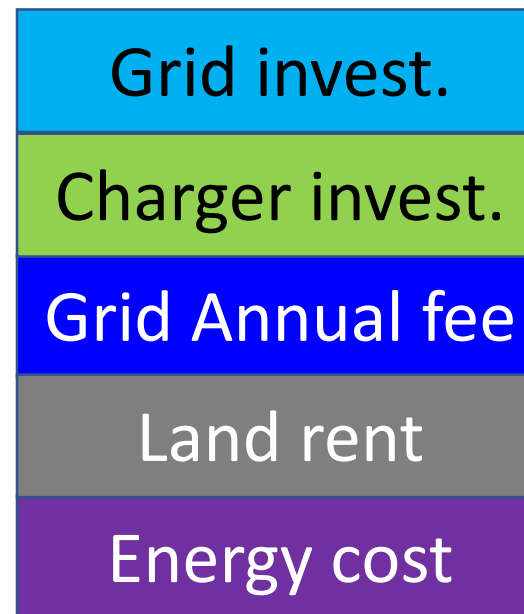 Grid invest.
Charger invest.
Grid Annual fee
Land rent
Energy cost